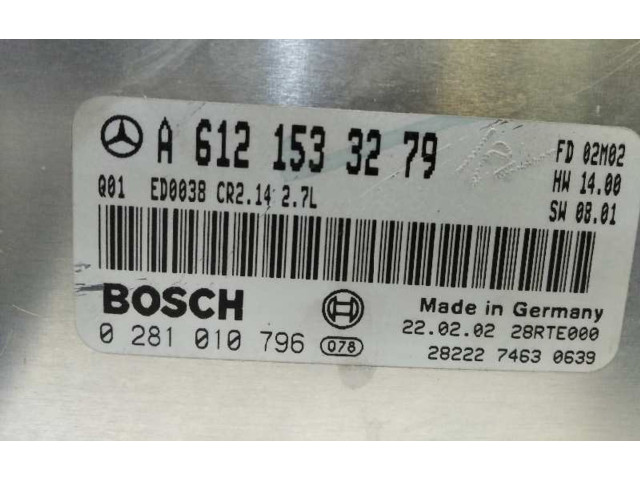 A 612 153 32 79
FD 02M02
Q01 ED0038 CR2.14 2.7L
HW 14.00
SW 08.01
BOSCH
Made in Germany
0 281 010 796 078
22.02.02 28RTE000
28222 7463 0639